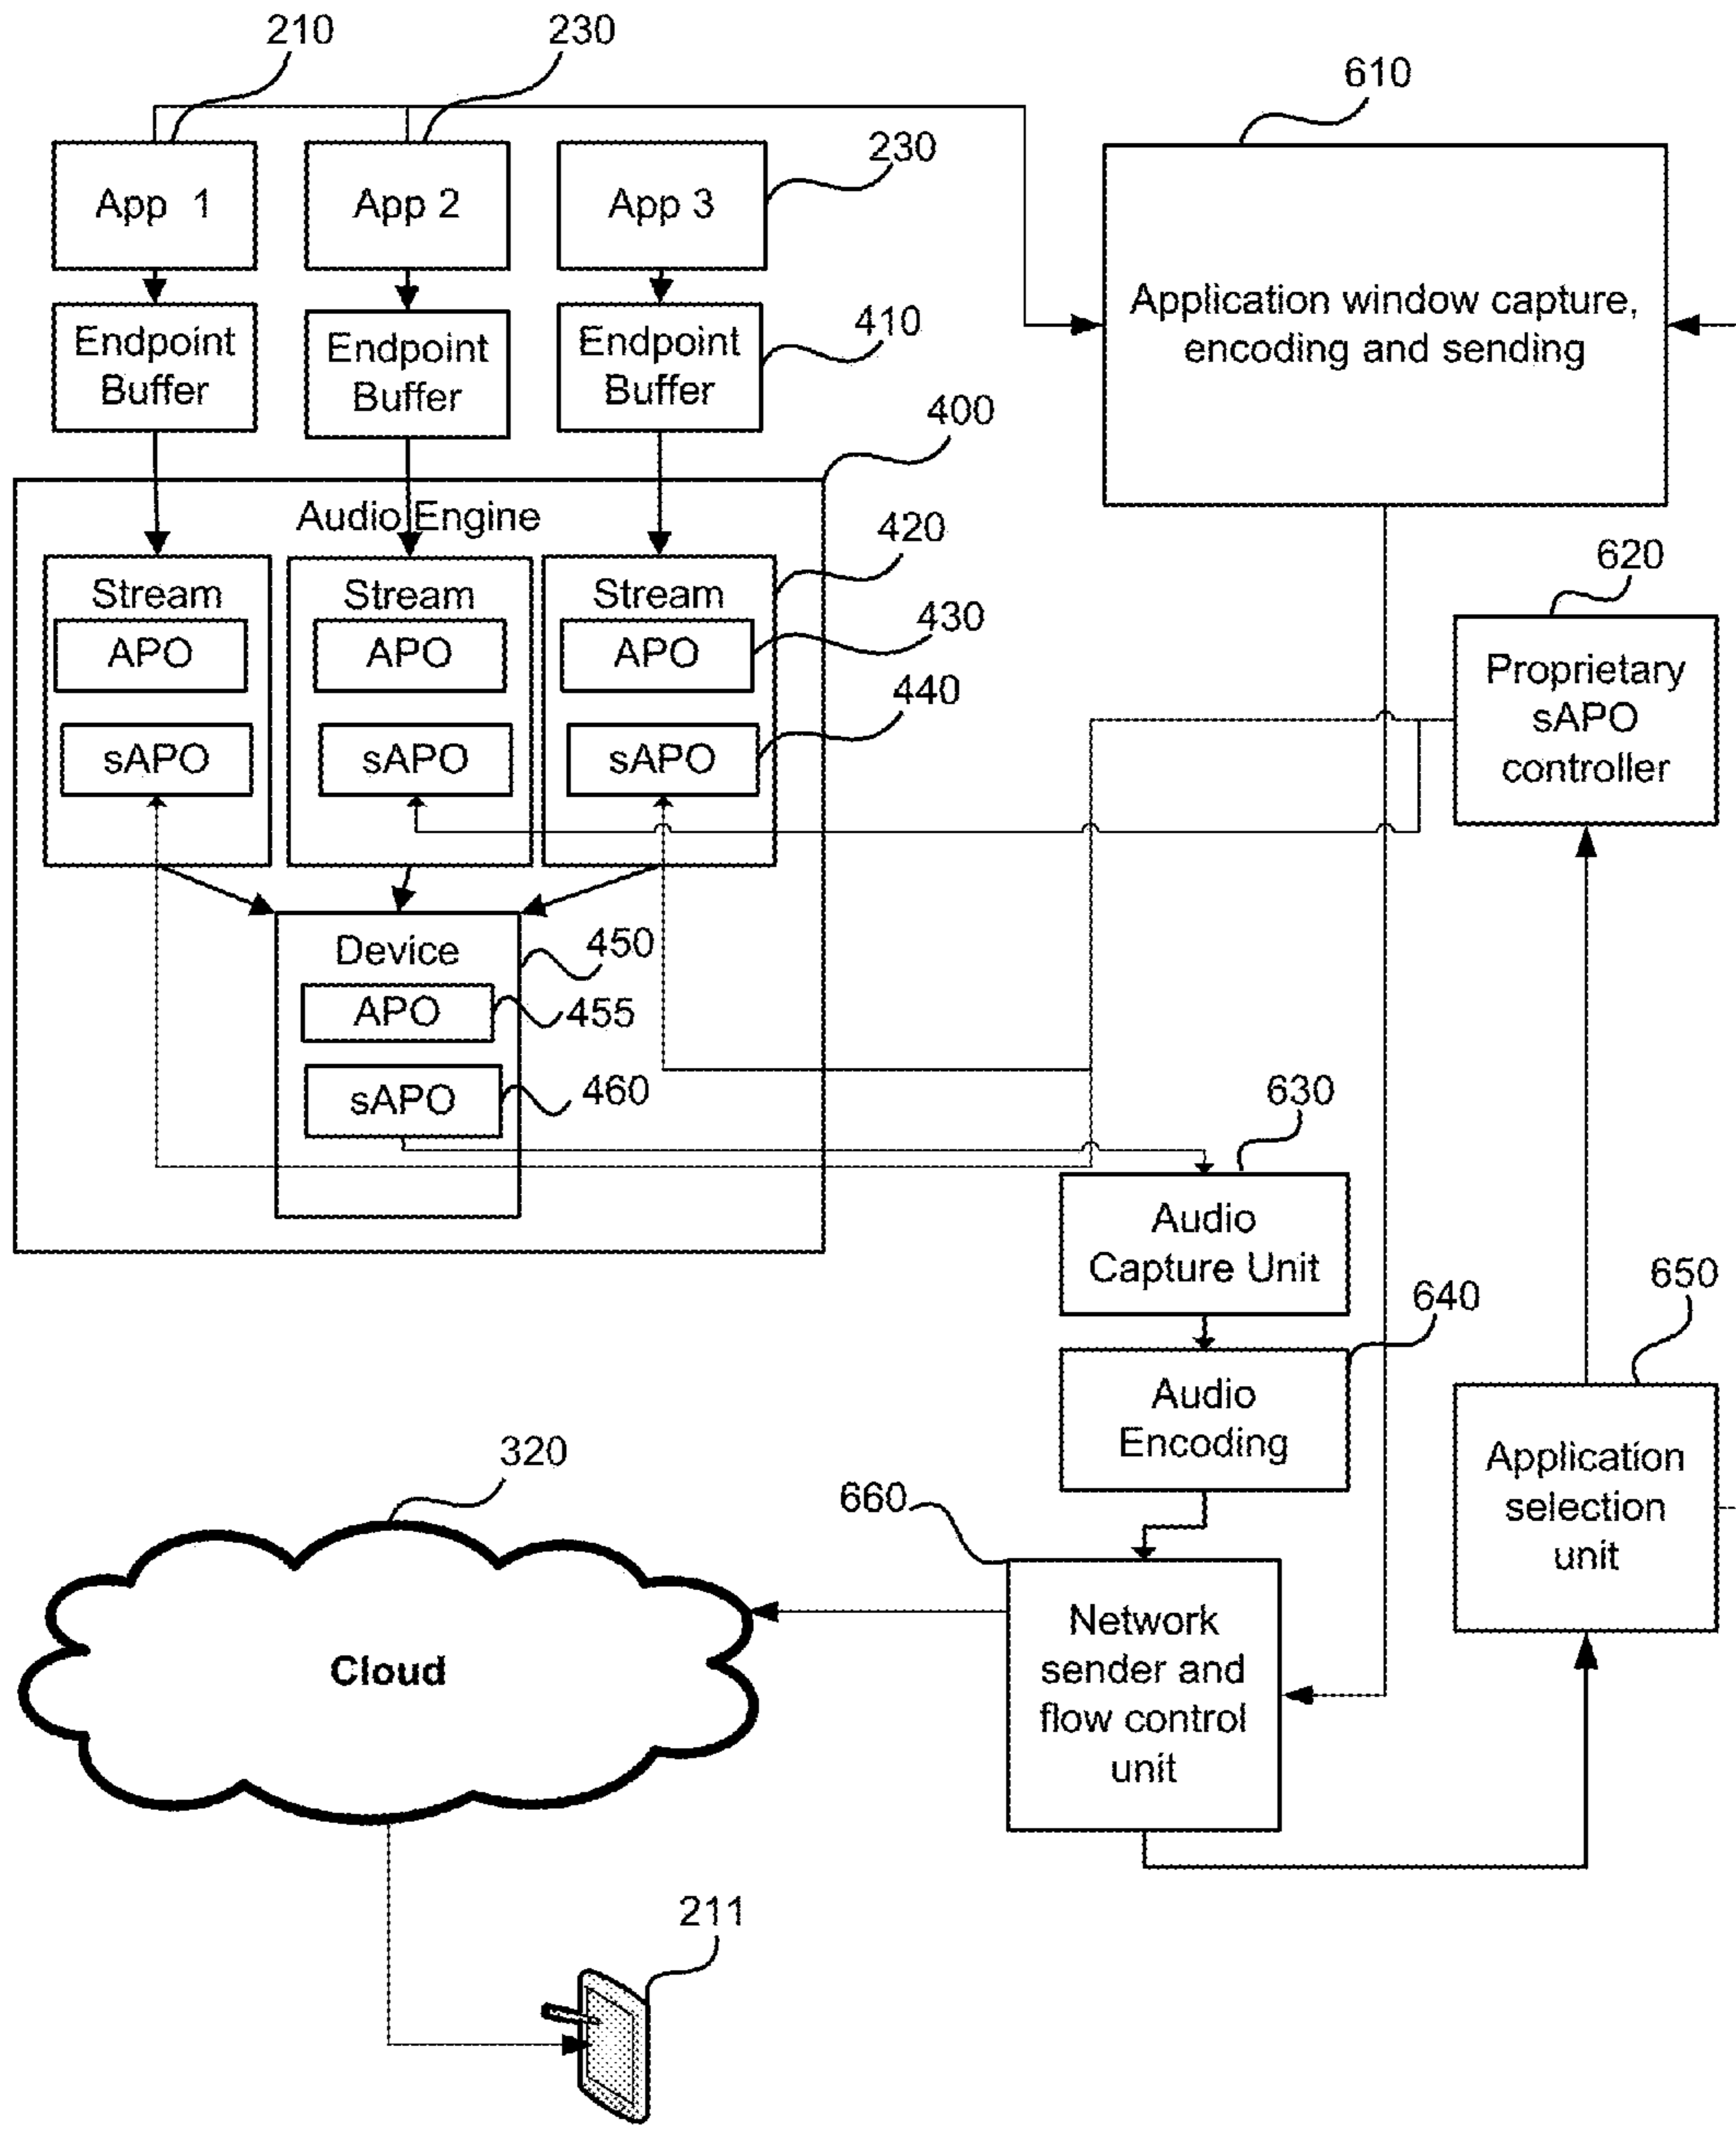 210
230
610
App 1
App 2
App 3
230
Endpoint
Buffer
Endpoint
Buffer
Endpoint
Buffer
410
Application window capture,
encoding and sending
400
Audio Engine
420
Stream
APO
sAPO
Stream
APO
sAPO
Stream
APO
sAPO
430
440
620
Proprietary
sAPO
controller
Device
450
APO
455
sAPO
460
630
Audio
Capture Unit
640
650
Audio
Encoding
Application
selection
unit
320
660
Cloud
Network
sender and
flow control
unit
211